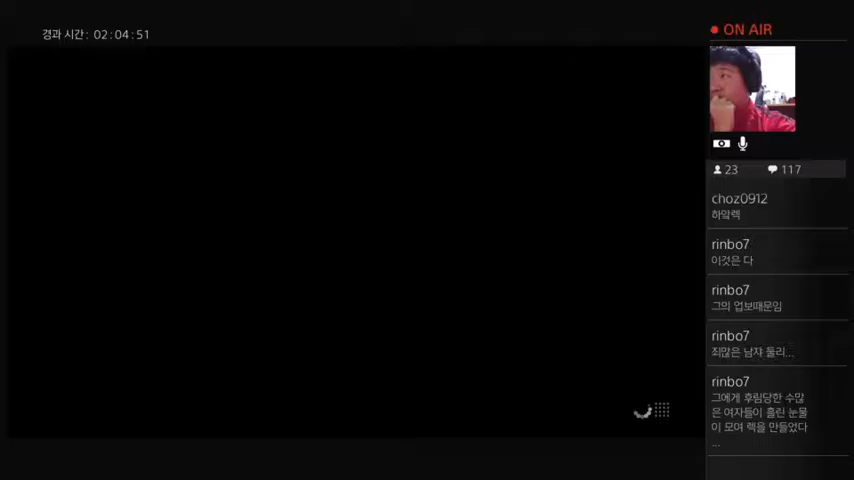 경과 시간 : 02:04:51
ON AIR
23 117
choz0912
하앜렉
rinbo7
이것은 다
rinbo7
그의 업보때문임
rinbo7
죄많은 남자 둘리...
rinbo7
그에게 후림당한 수많
은 여자들이 흘린 눈물
이 모여 렉을 만들었다
...